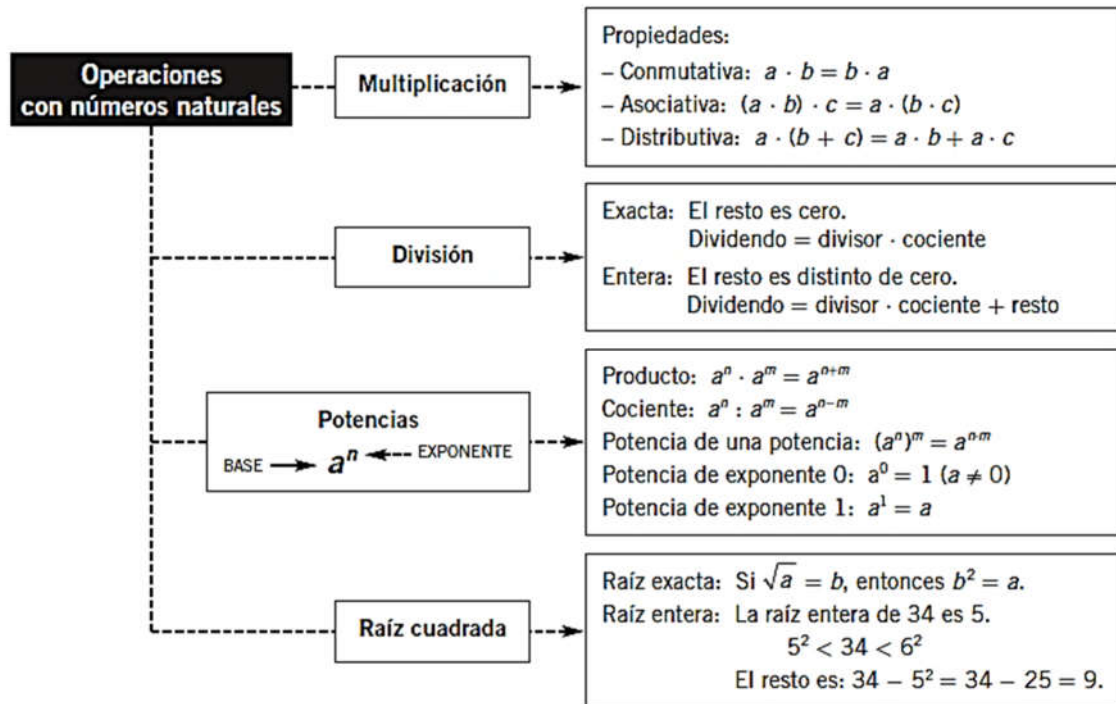 Operaciones
con números naturales
Multiplicación
Propiedades:
– Conmutativa: a · b = b · a
– Asociativa: (a · b) · c = a · (b · c)
– Distributiva: a · (b + c) = a · b + a · c
División
Exacta: El resto es cero.
Dividendo = divisor · cociente
Entera: El resto es distinto de cero.
Dividendo = divisor · cociente + resto
Potencias
BASE aⁿ EXPONENTE
Producto: aⁿ · aᵐ = aⁿ⁺ᵐ
Cociente: aⁿ : aᵐ = aⁿ⁻ᵐ
Potencia de una potencia: (aⁿ)ᵐ = aⁿ·ᵐ
Potencia de exponente 0: a⁰ = 1 (a ≠ 0)
Potencia de exponente 1: a¹ = a
Raíz cuadrada
Raíz exacta: Si √a = b, entonces b² = a.
Raíz entera: La raíz entera de 34 es 5.
5² < 34 < 6²
El resto es: 34 − 5² = 34 − 25 = 9.